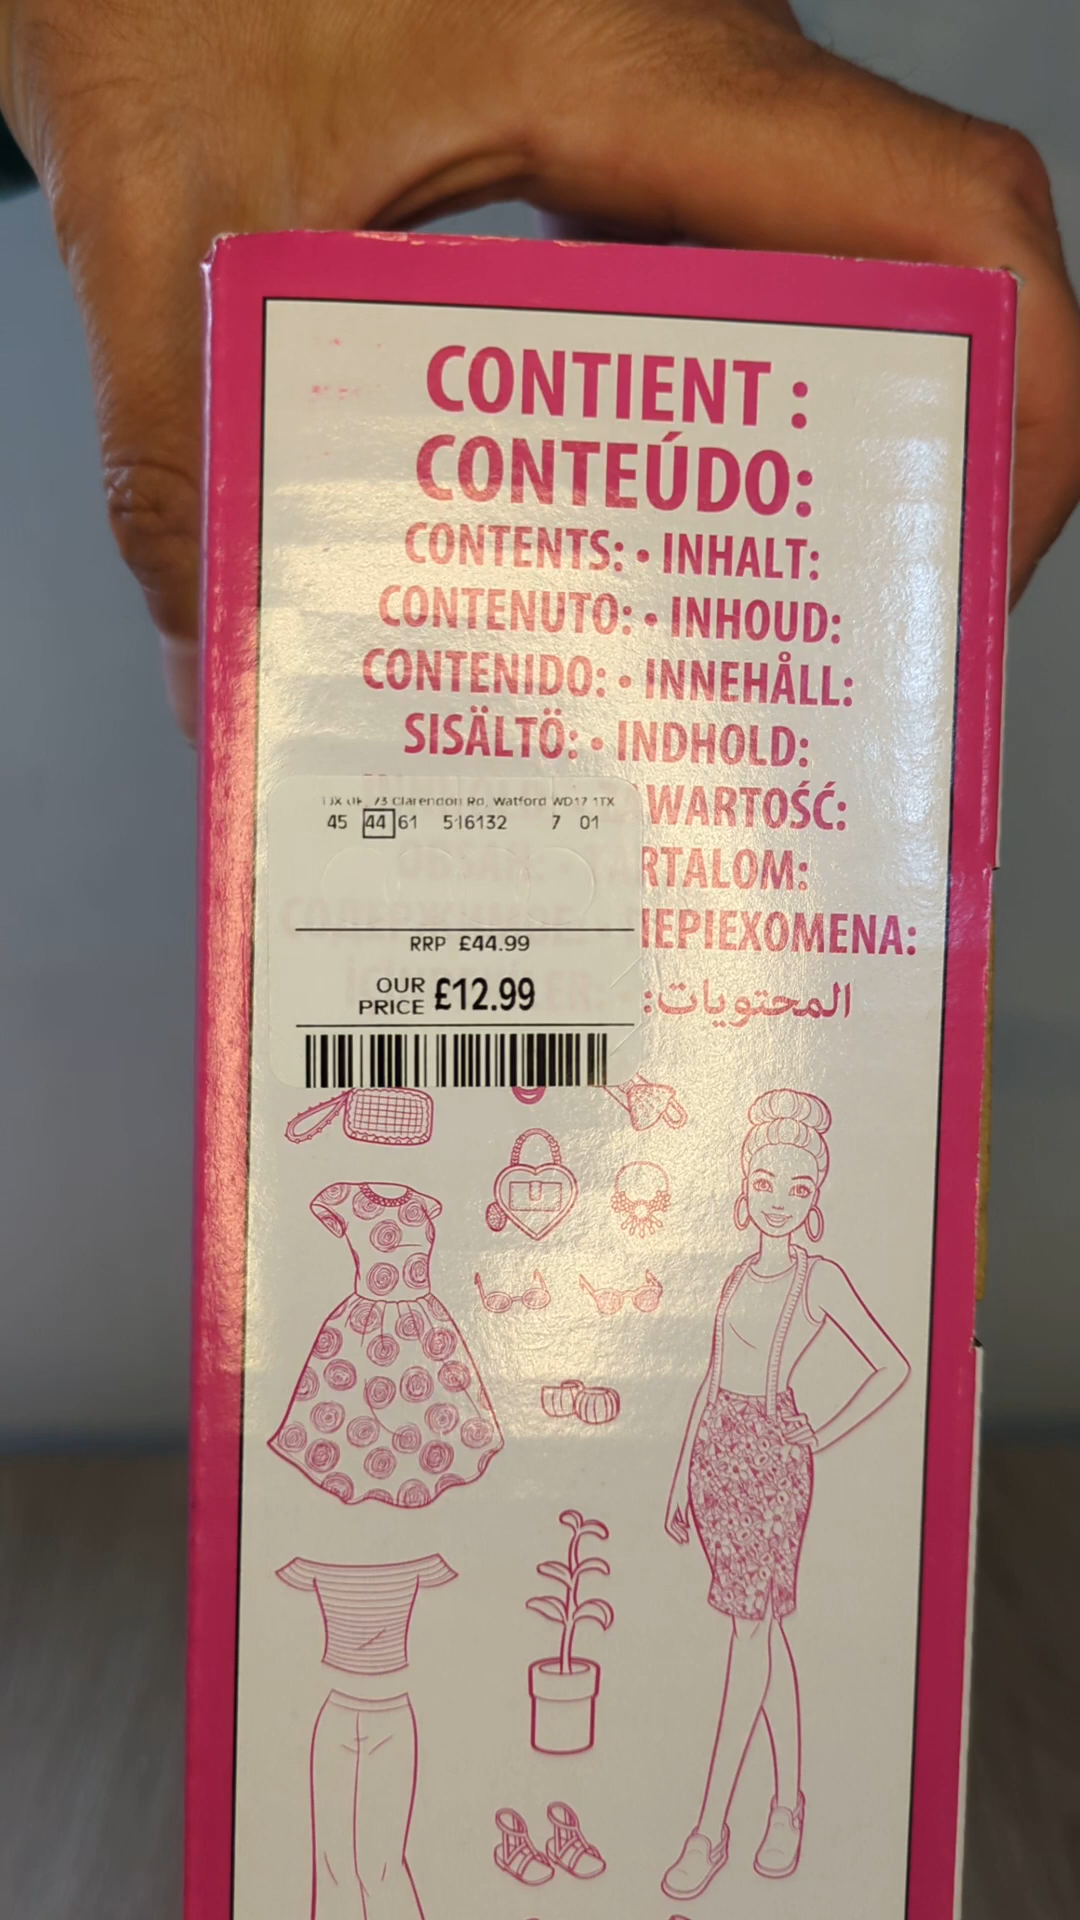 CONTIENT :
CONTEÚDO:
CONTENTS: • INHALT:
CONTENUTO: • INHOUD:
CONTENIDO: • INNEHÅLL:
SISÄLTÖ: • INDHOLD:
WARTOŚĆ:
RTALOM:
ΙΕΡΙΕΧΟΜΕΝΑ:
المحتويات:
TJX UK, 73 Clarendon Rd, Watford WD17 1TX
45 44 61 516132 7 01
RRP £44.99
OUR PRICE £12.99